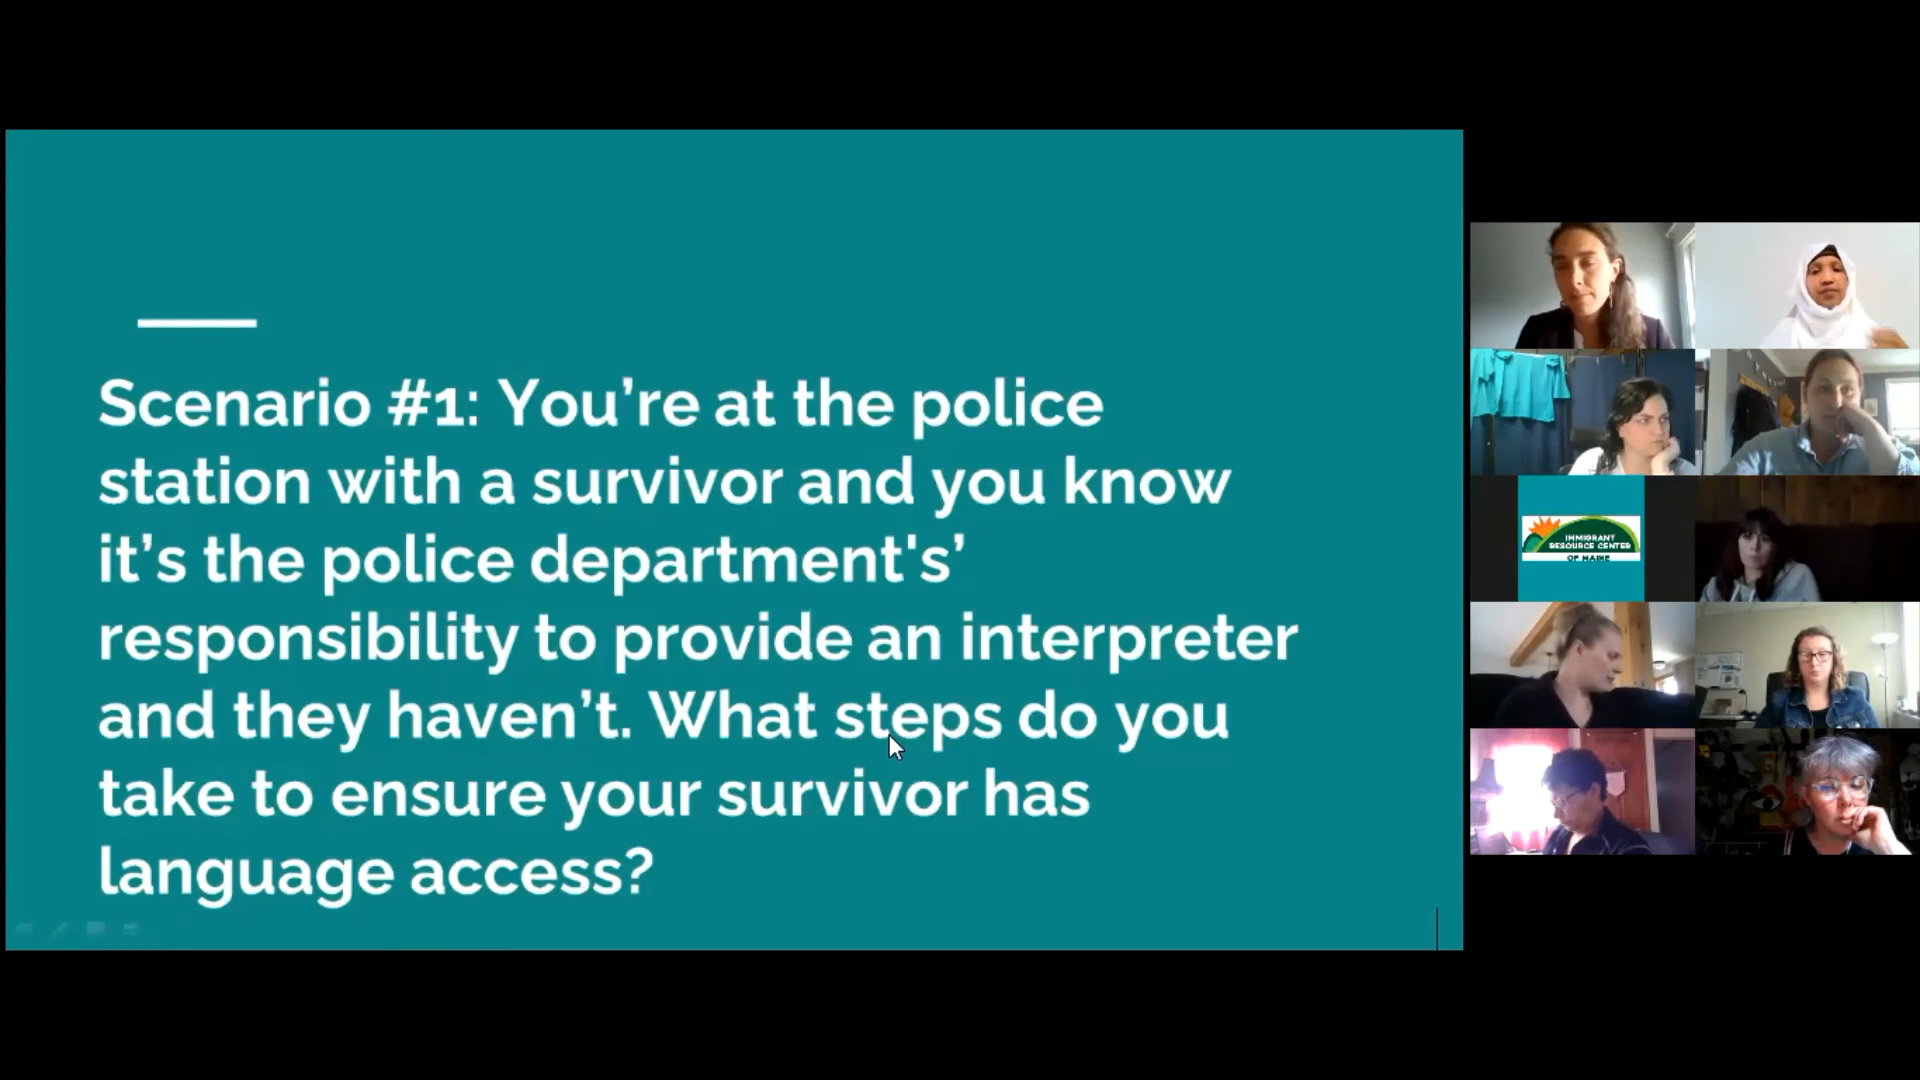 Scenario #1: You’re at the police
station with a survivor and you know
it’s the police department's’
responsibility to provide an interpreter
and they haven’t. What steps do you
take to ensure your survivor has
language access?
IMMIGRANT
RESOURCE CENTER
OF MAINE